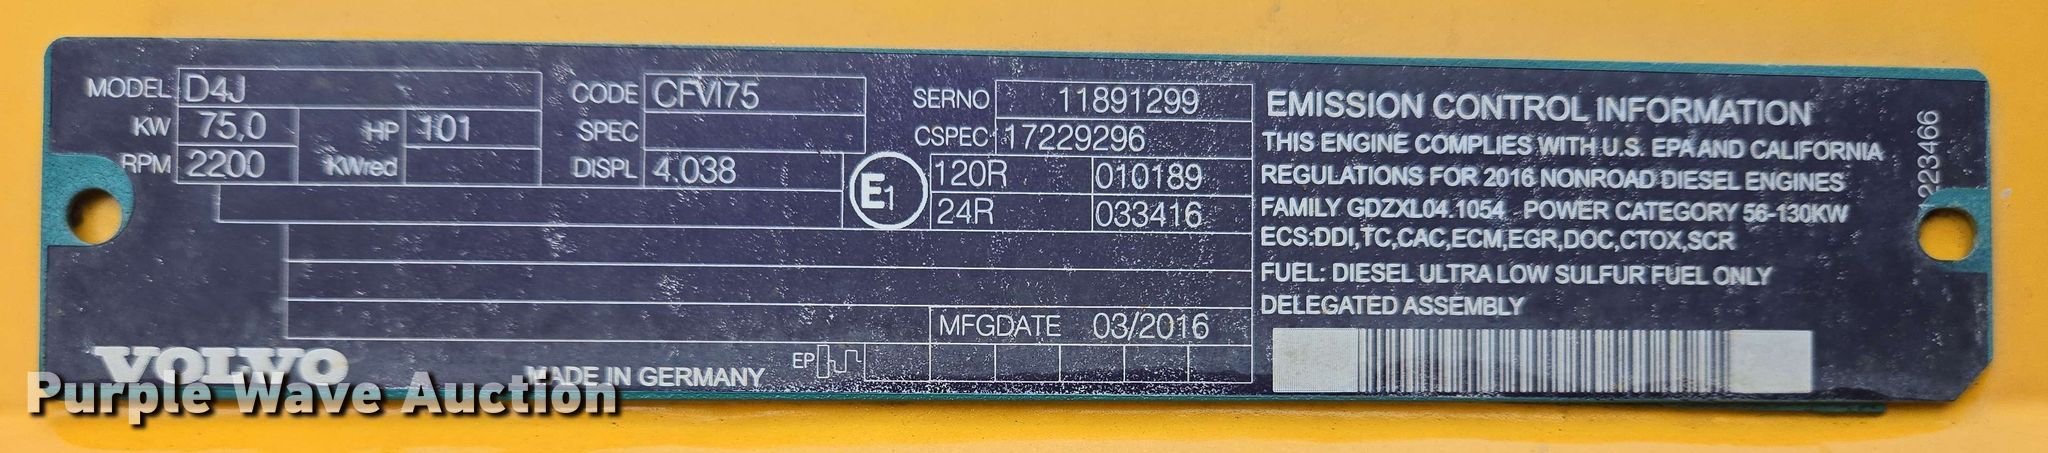 MODEL D4J CODE CFVI75 SERNO 11891299
KW 75,0 HP 101 SPEC CSPEC 17229296
RPM 2200 KWred DISPL 4.038 E1 120R 010189
24R 033416
MFGDATE 03/2016
EP
VOLVO
MADE IN GERMANY
EMISSION CONTROL INFORMATION
THIS ENGINE COMPLIES WITH U.S. EPA AND CALIFORNIA
REGULATIONS FOR 2016 NONROAD DIESEL ENGINES
FAMILY GDZXL04.1054 POWER CATEGORY 56-130KW
ECS:DDI,TC,CAC,ECM,EGR,DOC,CTOX,SCR
FUEL: DIESEL ULTRA LOW SULFUR FUEL ONLY
DELEGATED ASSEMBLY
223466
Purple Wave Auction